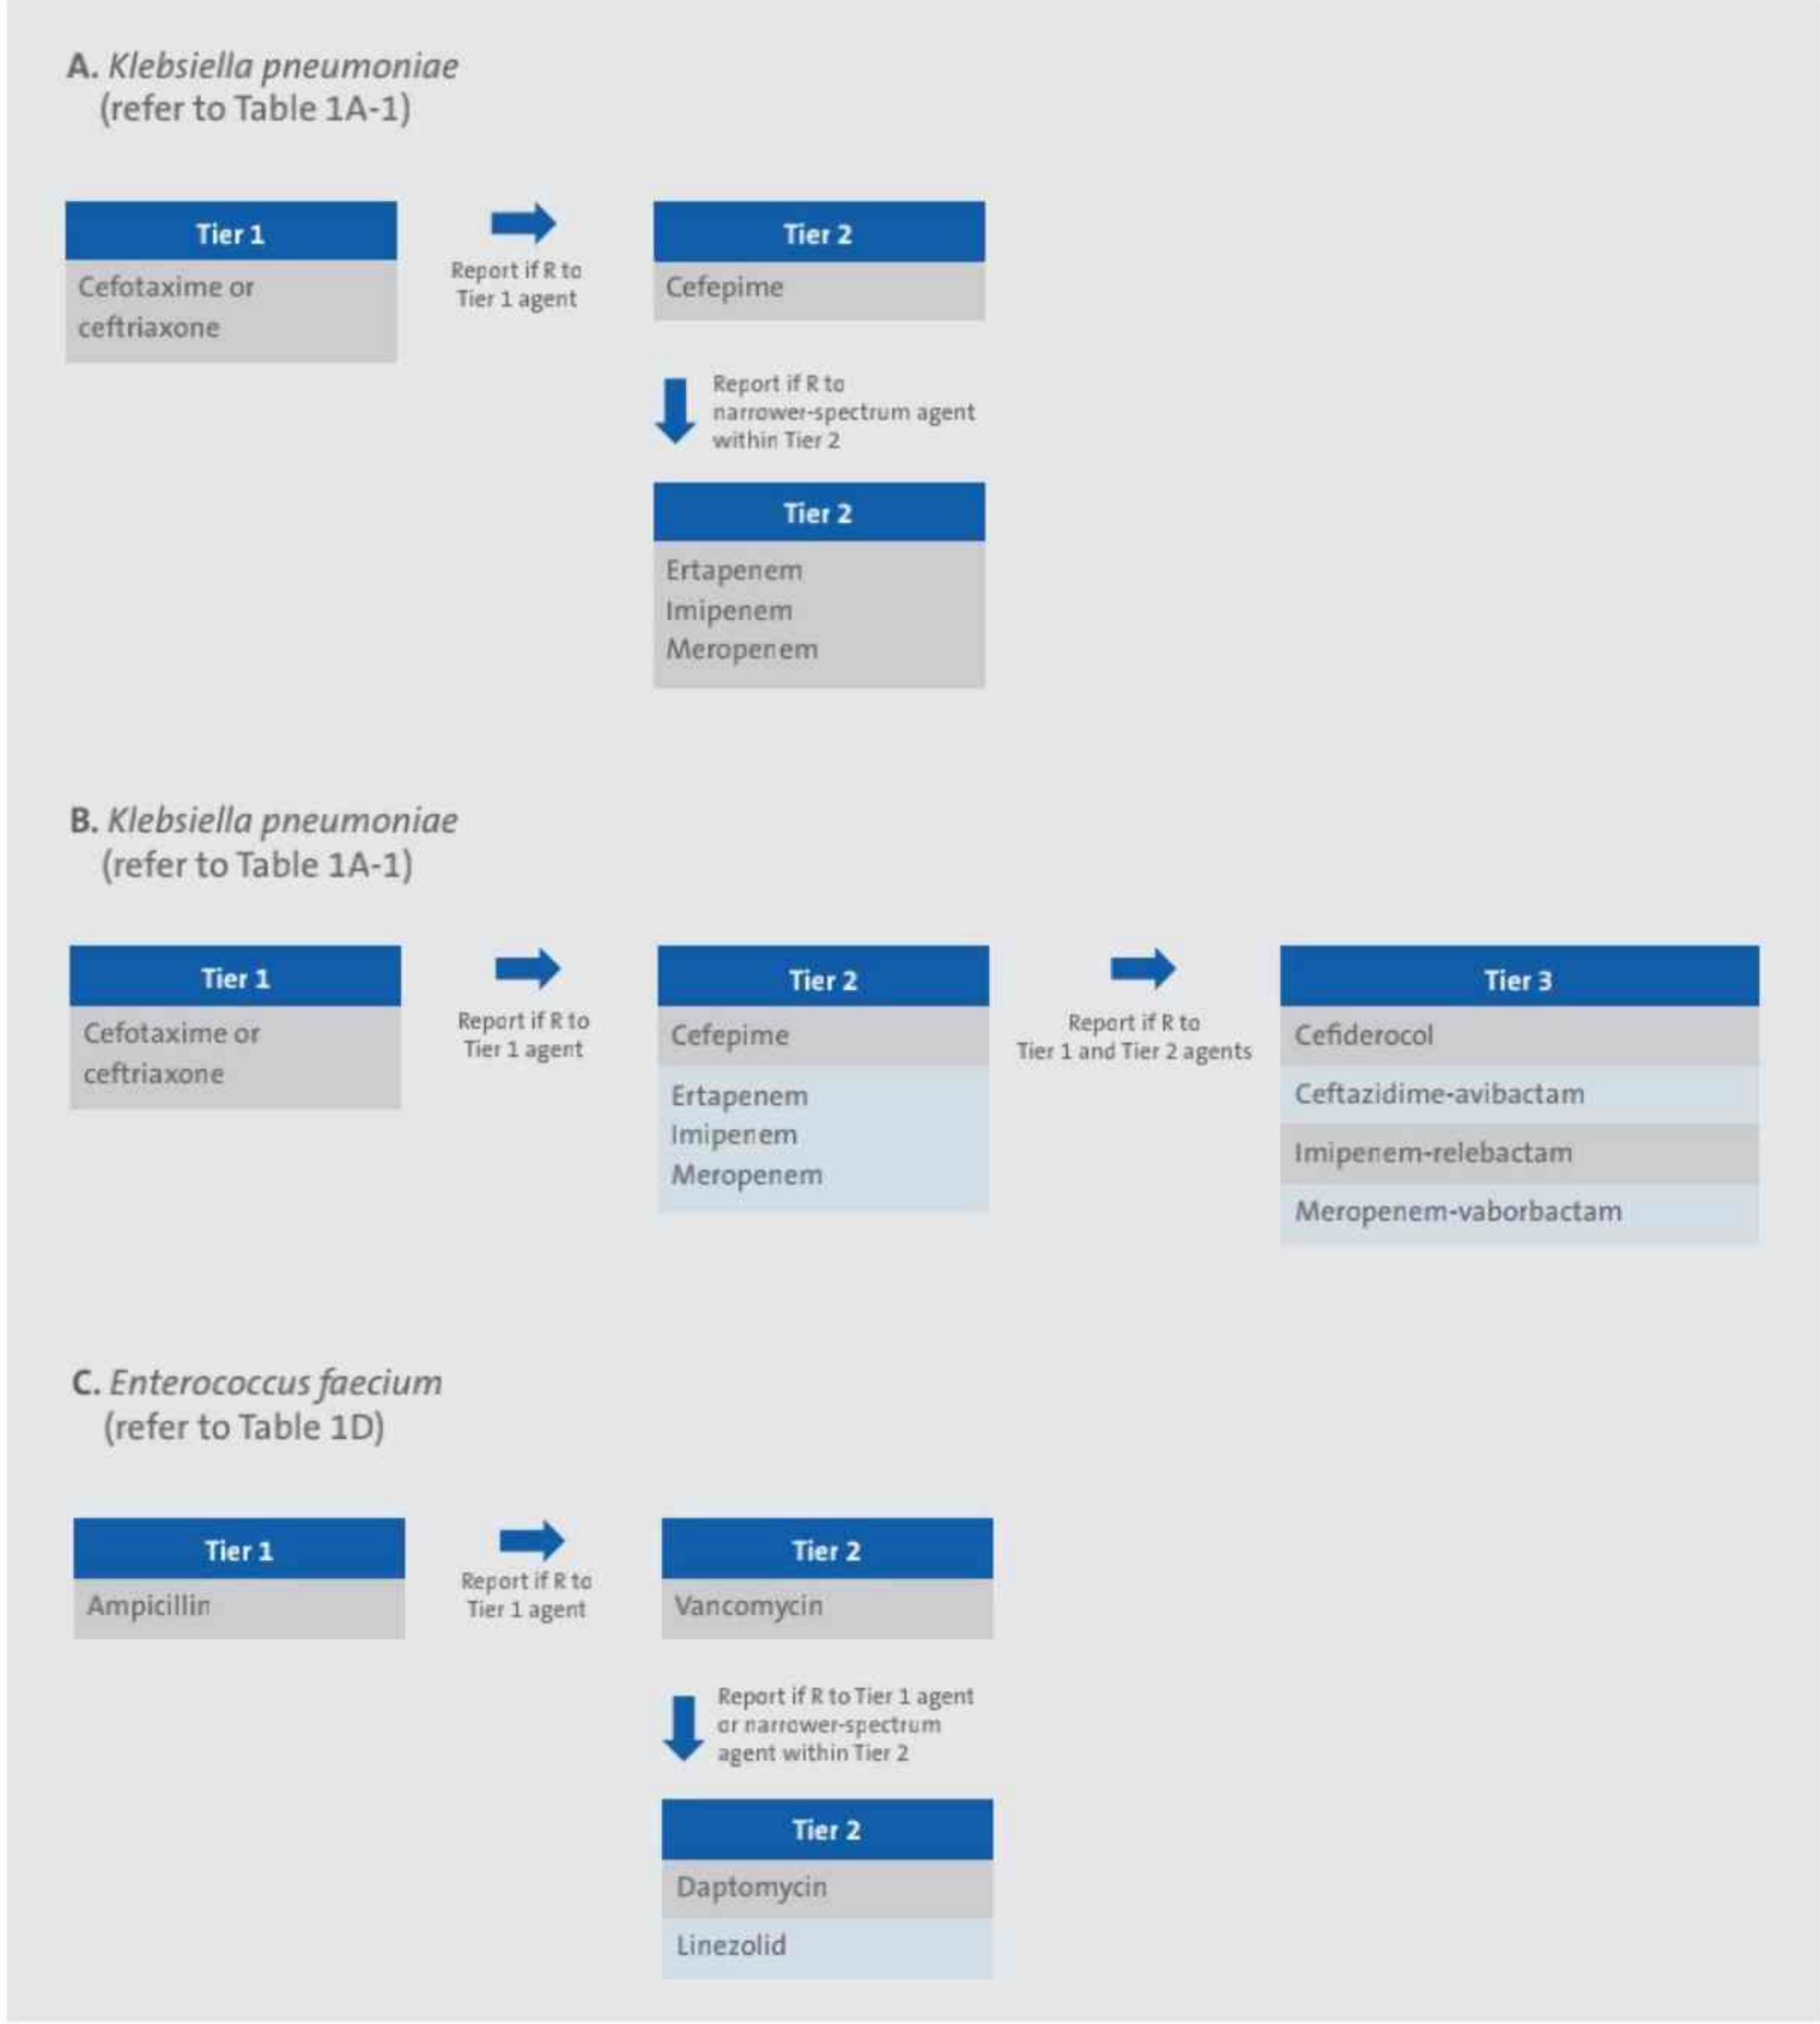 A. Klebsiella pneumoniae
(refer to Table 1A-1)
Tier 1
Cefotaxime or
ceftriaxone
Report if R to
Tier 1 agent
Tier 2
Cefepime
Report if R to
narrower-spectrum agent
within Tier 2
Tier 2
Ertapenem
Imipenem
Meropenem
B. Klebsiella pneumoniae
(refer to Table 1A-1)
Tier 1
Cefotaxime or
ceftriaxone
Report if R to
Tier 1 agent
Tier 2
Cefepime
Ertapenem
Imipenem
Meropenem
Report if R to
Tier 1 and Tier 2 agents
Tier 3
Cefiderocol
Ceftazidime-avibactam
Imipenem-relebactam
Meropenem-vaborbactam
C. Enterococcus faecium
(refer to Table 1D)
Tier 1
Ampicillin
Report if R to
Tier 1 agent
Tier 2
Vancomycin
Report if R to Tier 1 agent
or narrower-spectrum
agent within Tier 2
Tier 2
Daptomycin
Linezolid